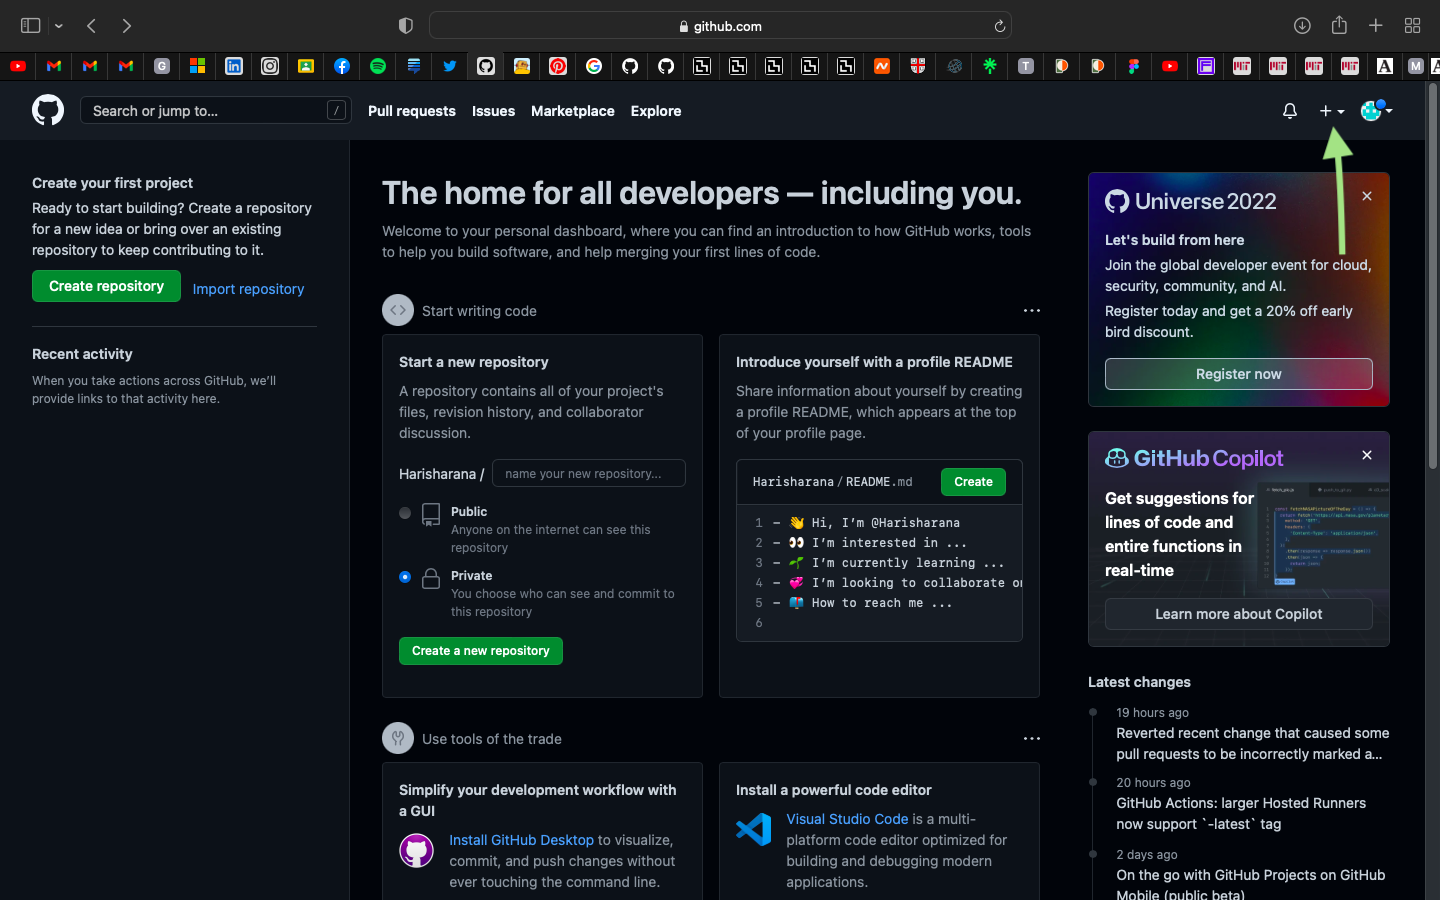 github.com
Search or jump to...
/
Pull requests
Issues
Marketplace
Explore
Create your first project
Ready to start building? Create a repository
for a new idea or bring over an existing
repository to keep contributing to it.
Create repository
Import repository
Recent activity
When you take actions across GitHub, we'll
provide links to that activity here.
The home for all developers — including you.
Welcome to your personal dashboard, where you can find an introduction to how GitHub works, tools
to help you build software, and help merging your first lines of code.
Start writing code
Start a new repository
A repository contains all of your project's
files, revision history, and collaborator
discussion.
Harisharana /
name your new repository...
Public
Anyone on the internet can see this
repository
Private
You choose who can see and commit to
this repository
Create a new repository
Introduce yourself with a profile README
Share information about yourself by creating
a profile README, which appears at the top
of your profile page.
Harisharana / README.md
Create
1 – 👋 Hi, I'm @Harisharana
2 – 👀 I'm interested in ...
3 – 🌱 I'm currently learning ...
4 – 💞️ I'm looking to collaborate on
5 – 📫 How to reach me ...
6
Use tools of the trade
Simplify your development workflow with
a GUI
Install GitHub Desktop to visualize,
commit, and push changes without
ever touching the command line.
Install a powerful code editor
Visual Studio Code is a multi-
platform code editor optimized for
building and debugging modern
applications.
Universe 2022
Let's build from here
Join the global developer event for cloud,
security, community, and AI.
Register today and get a 20% off early
bird discount.
Register now
GitHub Copilot
Get suggestions for
lines of code and
entire functions in
real-time
Learn more about Copilot
Latest changes
19 hours ago
Reverted recent change that caused some
pull requests to be incorrectly marked a...
20 hours ago
GitHub Actions: larger Hosted Runners
now support `-latest` tag
2 days ago
On the go with GitHub Projects on GitHub
Mobile (public beta)